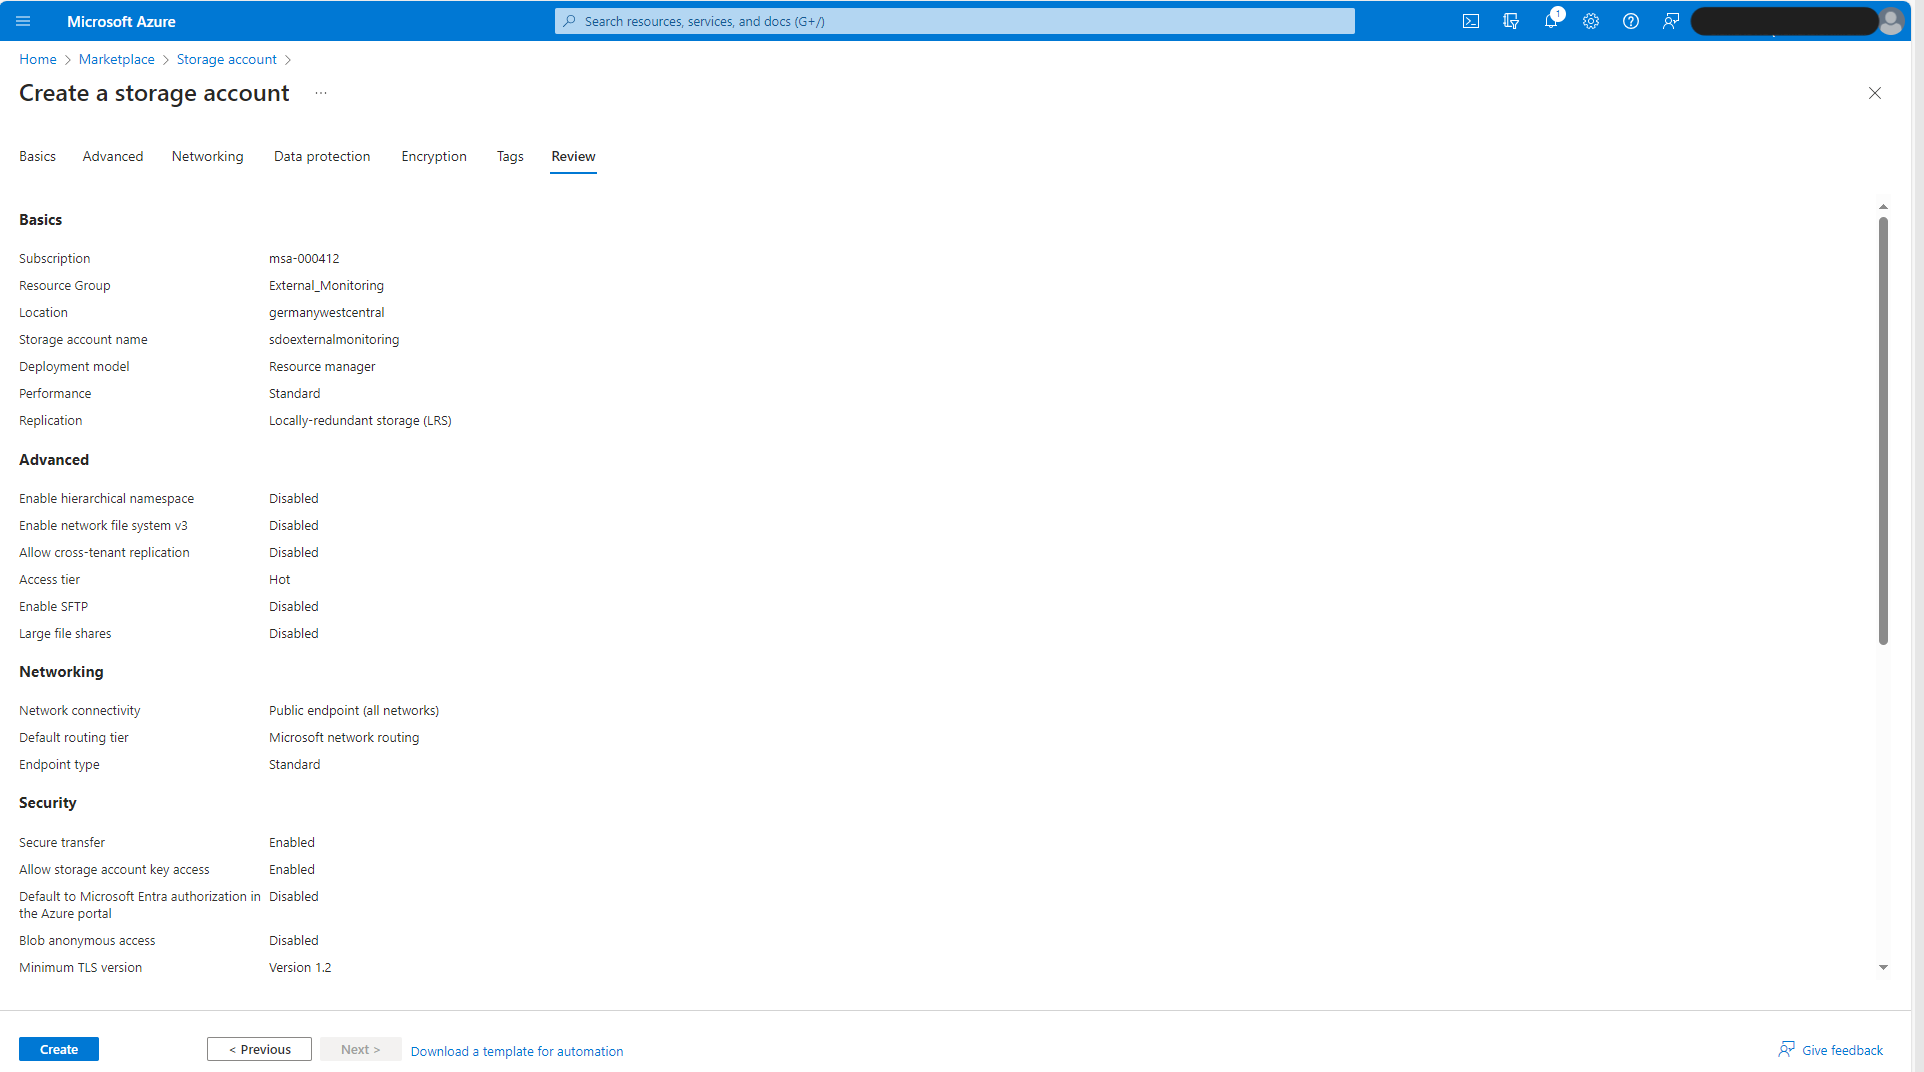 Microsoft Azure
Search resources, services, and docs (G+/)
1
Home > Marketplace > Storage account >
Create a storage account ...
Basics Advanced Networking Data protection Encryption Tags Review
Basics
Subscription msa-000412
Resource Group External_Monitoring
Location germanywestcentral
Storage account name sdoexternalmonitoring
Deployment model Resource manager
Performance Standard
Replication Locally-redundant storage (LRS)
Advanced
Enable hierarchical namespace Disabled
Enable network file system v3 Disabled
Allow cross-tenant replication Disabled
Access tier Hot
Enable SFTP Disabled
Large file shares Disabled
Networking
Network connectivity Public endpoint (all networks)
Default routing tier Microsoft network routing
Endpoint type Standard
Security
Secure transfer Enabled
Allow storage account key access Enabled
Default to Microsoft Entra authorization in Disabled
the Azure portal
Blob anonymous access Disabled
Minimum TLS version Version 1.2
Create < Previous Next > Download a template for automation Give feedback